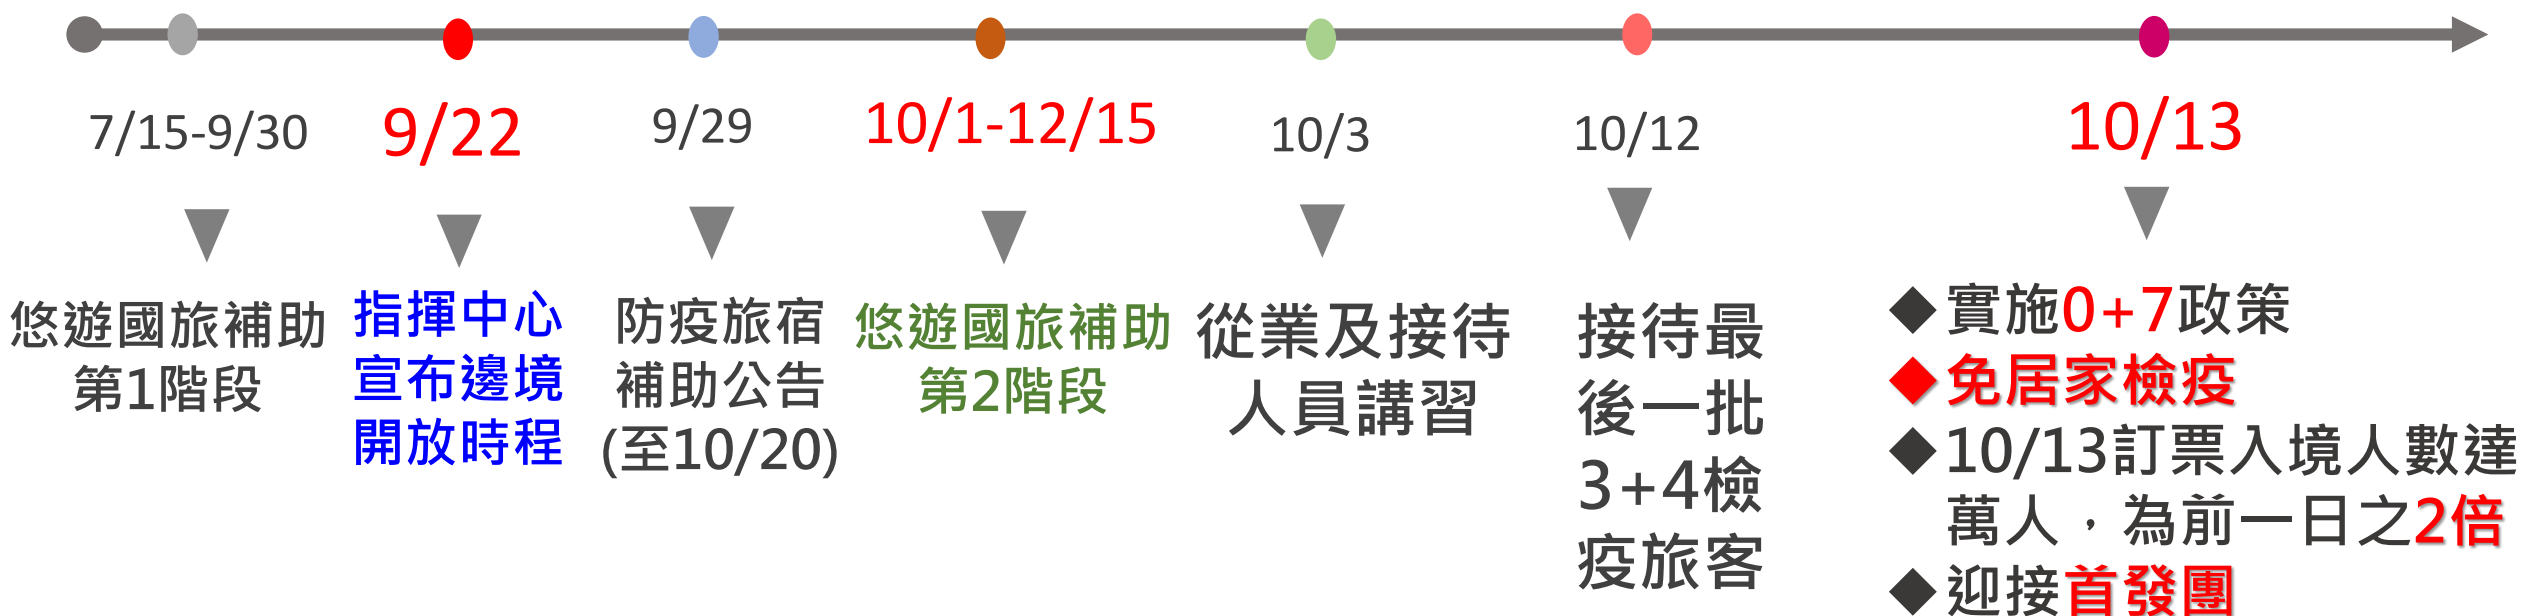 7/15-9/30
悠遊國旅補助
第1階段
9/22
指揮中心
宣布邊境
開放時程
9/29
防疫旅宿
補助公告
(至10/20)
10/1-12/15
悠遊國旅補助
第2階段
10/3
從業及接待
人員講習
10/12
接待最
後一批
3+4檢
疫旅客
10/13
◆實施0+7政策
◆免居家檢疫
◆10/13訂票入境人數達
萬人，為前一日之2倍
◆迎接首發團